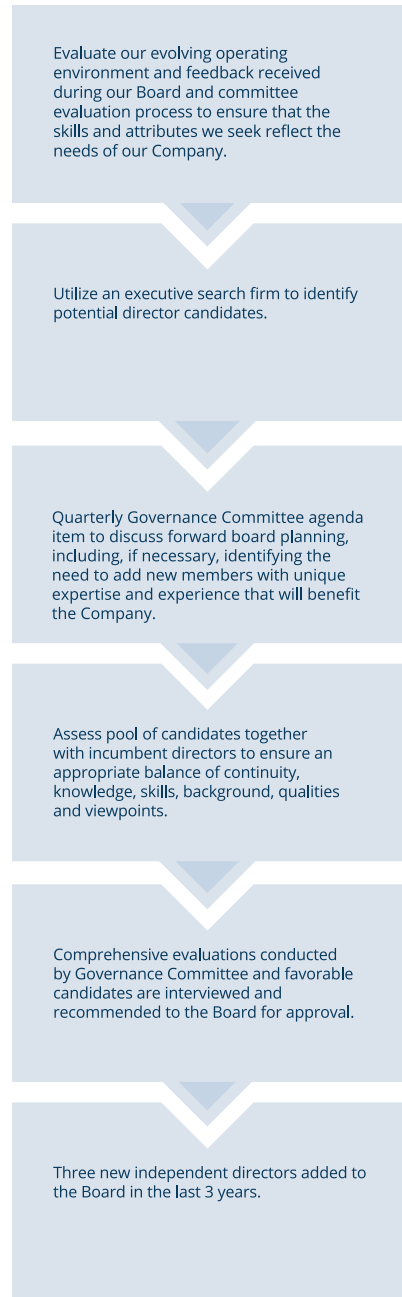 Evaluate our evolving operating
environment and feedback received
during our Board and committee
evaluation process to ensure that the
skills and attributes we seek reflect the
needs of our Company.
Utilize an executive search firm to identify
potential director candidates.
Quarterly Governance Committee agenda
item to discuss forward board planning,
including, if necessary, identifying the
need to add new members with unique
expertise and experience that will benefit
the Company.
Assess pool of candidates together
with incumbent directors to ensure an
appropriate balance of continuity,
knowledge, skills, background, qualities
and viewpoints.
Comprehensive evaluations conducted
by Governance Committee and favorable
candidates are interviewed and
recommended to the Board for approval.
Three new independent directors added to
the Board in the last 3 years.